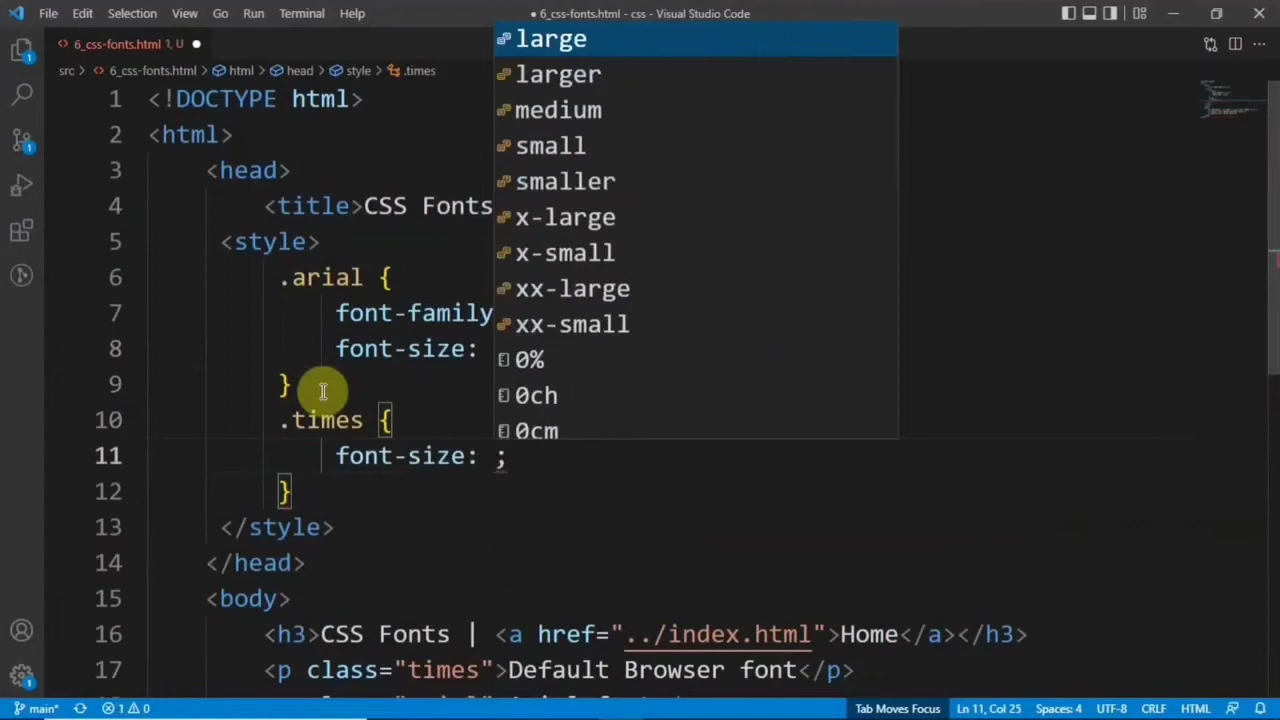 File Edit Selection View Go Run Terminal Help
● 6_css-fonts.html - css - Visual Studio Code
6_css-fonts.html 1, U ●
src > 6_css-fonts.html > html > head > style > .times
1 <!DOCTYPE html>
2 <html>
3 <head>
4 <title>CSS Fonts
5 <style>
6 .arial {
7 font-family
8 font-size:
9 }
10 .times {
11 font-size: ;
12 }
13 </style>
14 </head>
15 <body>
16 <h3>CSS Fonts | <a href="../index.html">Home</a></h3>
17 <p class="times">Default Browser font</p>
large
larger
medium
small
smaller
x-large
x-small
xx-large
xx-small
0%
0ch
0cm
1
1
1
main* 1 0 Tab Moves Focus Ln 11, Col 25 Spaces: 4 UTF-8 CRLF HTML